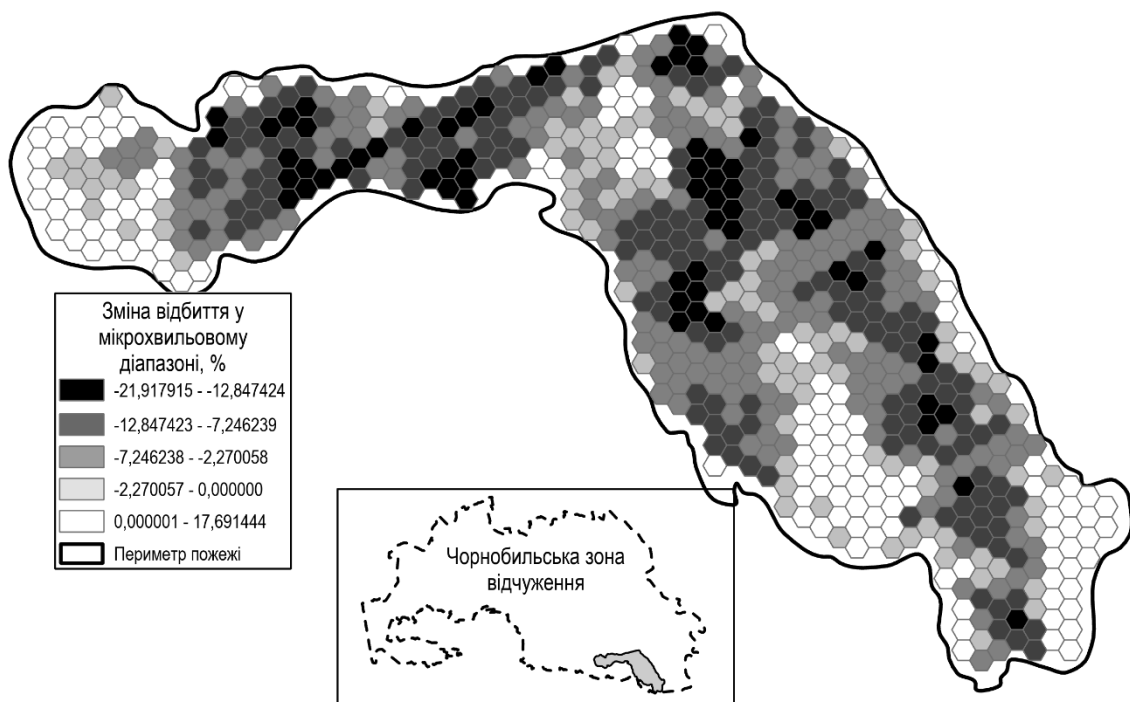 Зміна відбиття у
мікрохвильовому
діапазоні, %
-21,917915 - -12,847424
-12,847423 - -7,246239
-7,246238 - -2,270058
-2,270057 - 0,000000
0,000001 - 17,691444
Периметр пожежі
Чорнобильська зона
відчуження